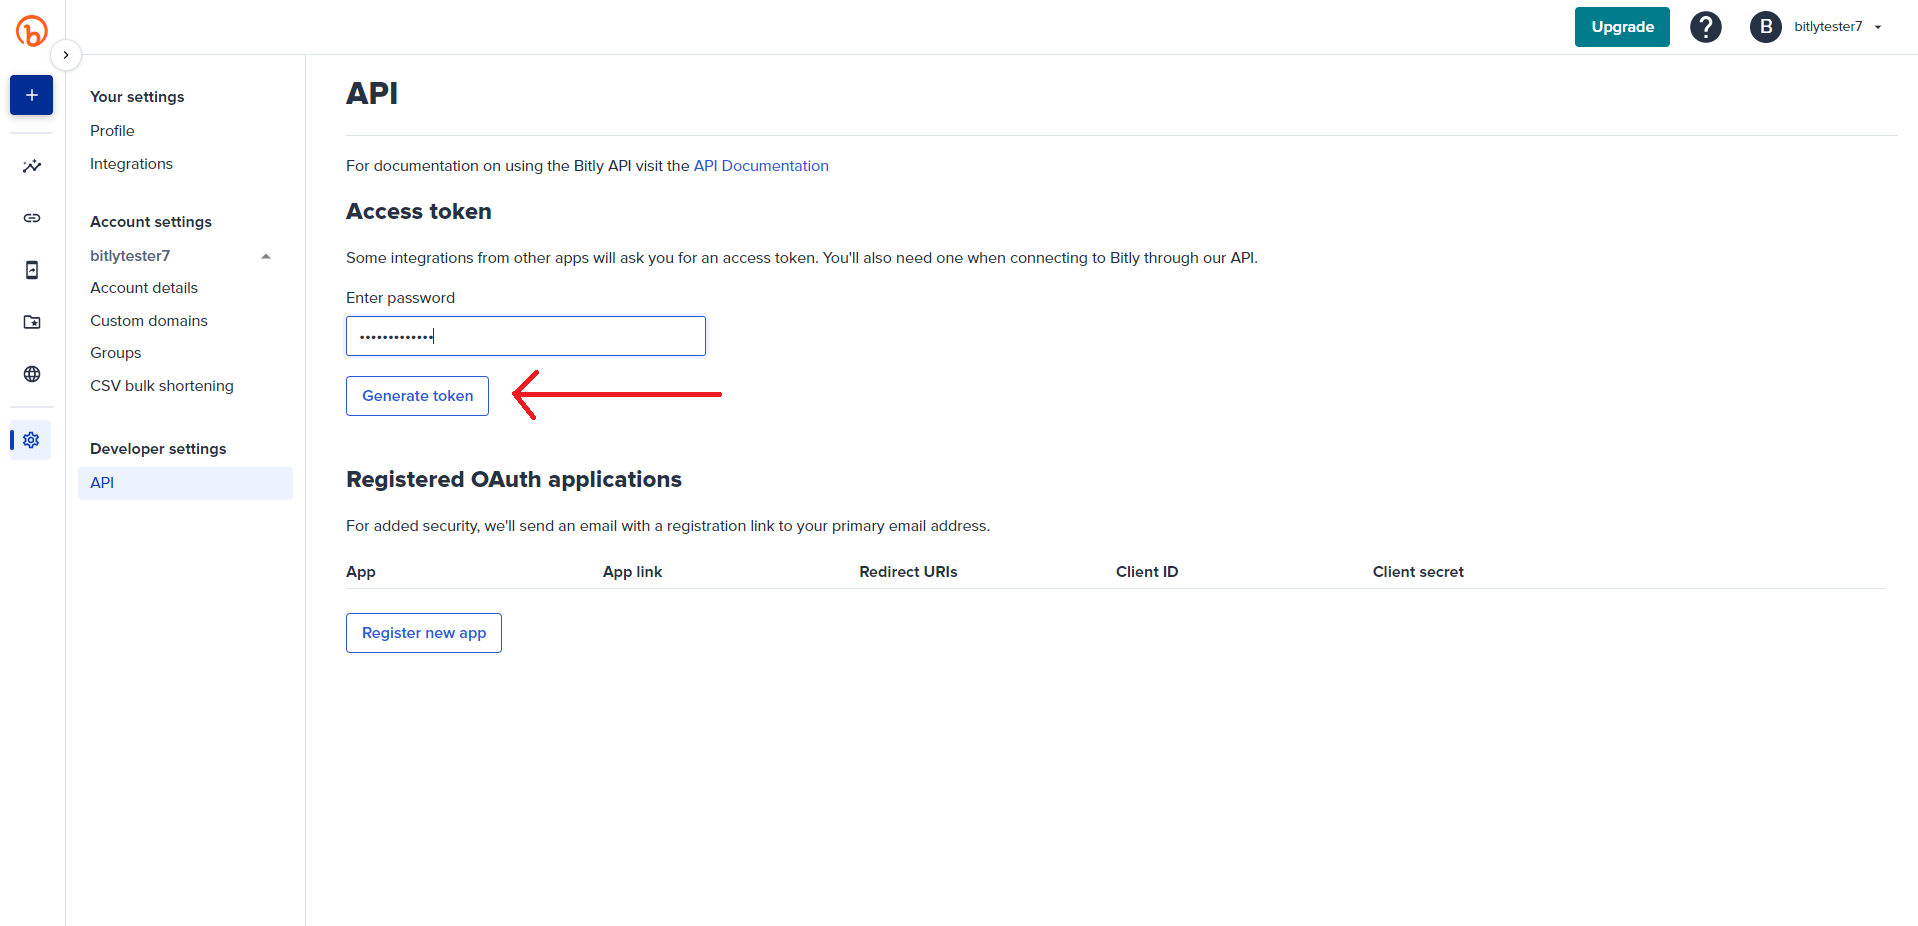 Upgrade
?
B
bitlytester7
Your settings
Profile
Integrations
Account settings
bitlytester7
Account details
Custom domains
Groups
CSV bulk shortening
Developer settings
API
API
For documentation on using the Bitly API visit the API Documentation
Access token
Some integrations from other apps will ask you for an access token. You'll also need one when connecting to Bitly through our API.
Enter password
•••••••••••••
Generate token
Registered OAuth applications
For added security, we'll send an email with a registration link to your primary email address.
App App link Redirect URIs Client ID Client secret
Register new app